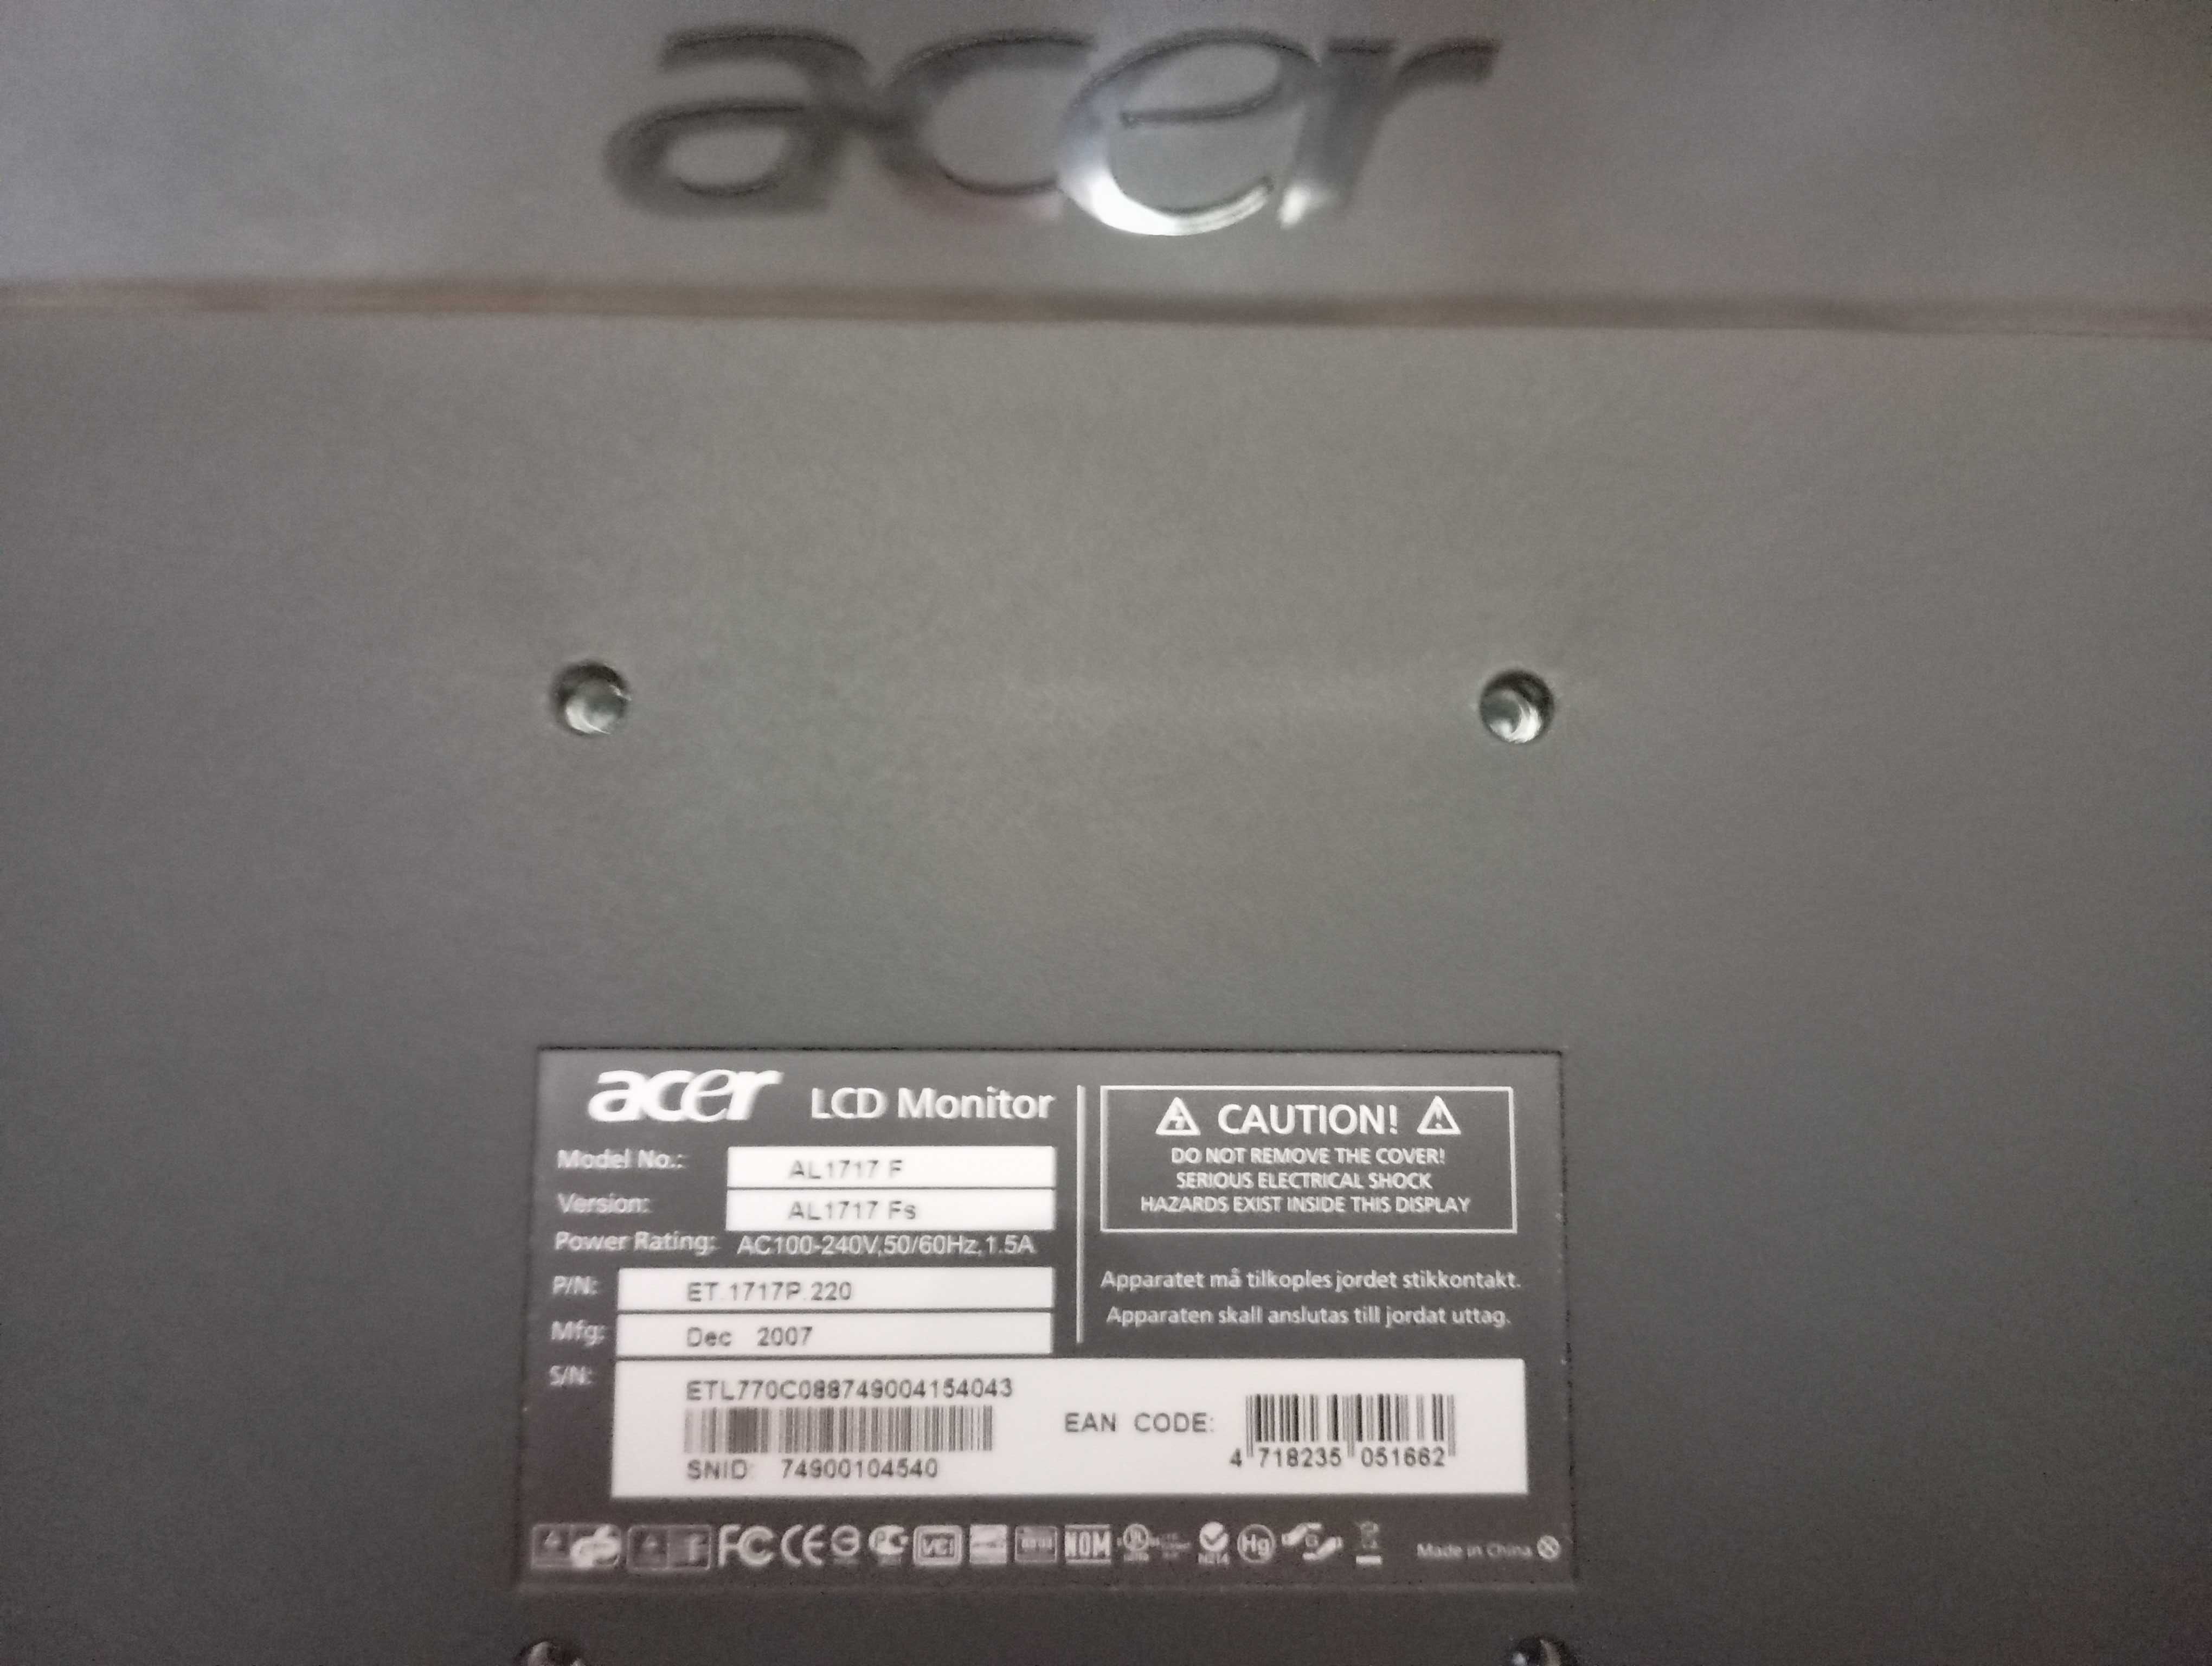 acer
acer LCD Monitor
Model No.: AL1717 F
Version: AL1717 Fs
Power Rating: AC100-240V,50/60Hz,1.5A
P/N: ET.1717P.220
Mfg: Dec 2007
S/N: ETL770C088749004154043
SNID: 74900104540
EAN CODE:
4 718235 051662
CAUTION!
DO NOT REMOVE THE COVER!
SERIOUS ELECTRICAL SHOCK
HAZARDS EXIST INSIDE THIS DISPLAY
Apparatet må tilkoples jordet stikkontakt.
Apparaten skall anslutas till jordat uttag.
FC CE VCI NOM UL N214 Hg Made in China